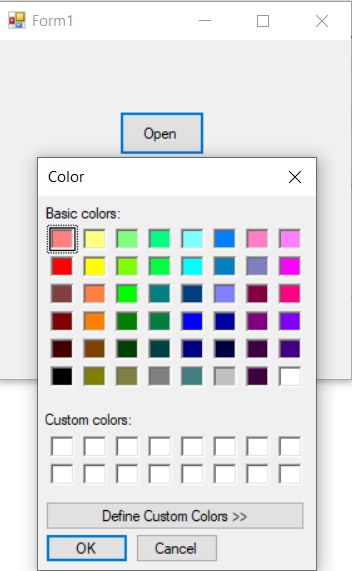 Form1
Open
Color
Basic colors:
Custom colors:
Define Custom Colors >>
OK Cancel